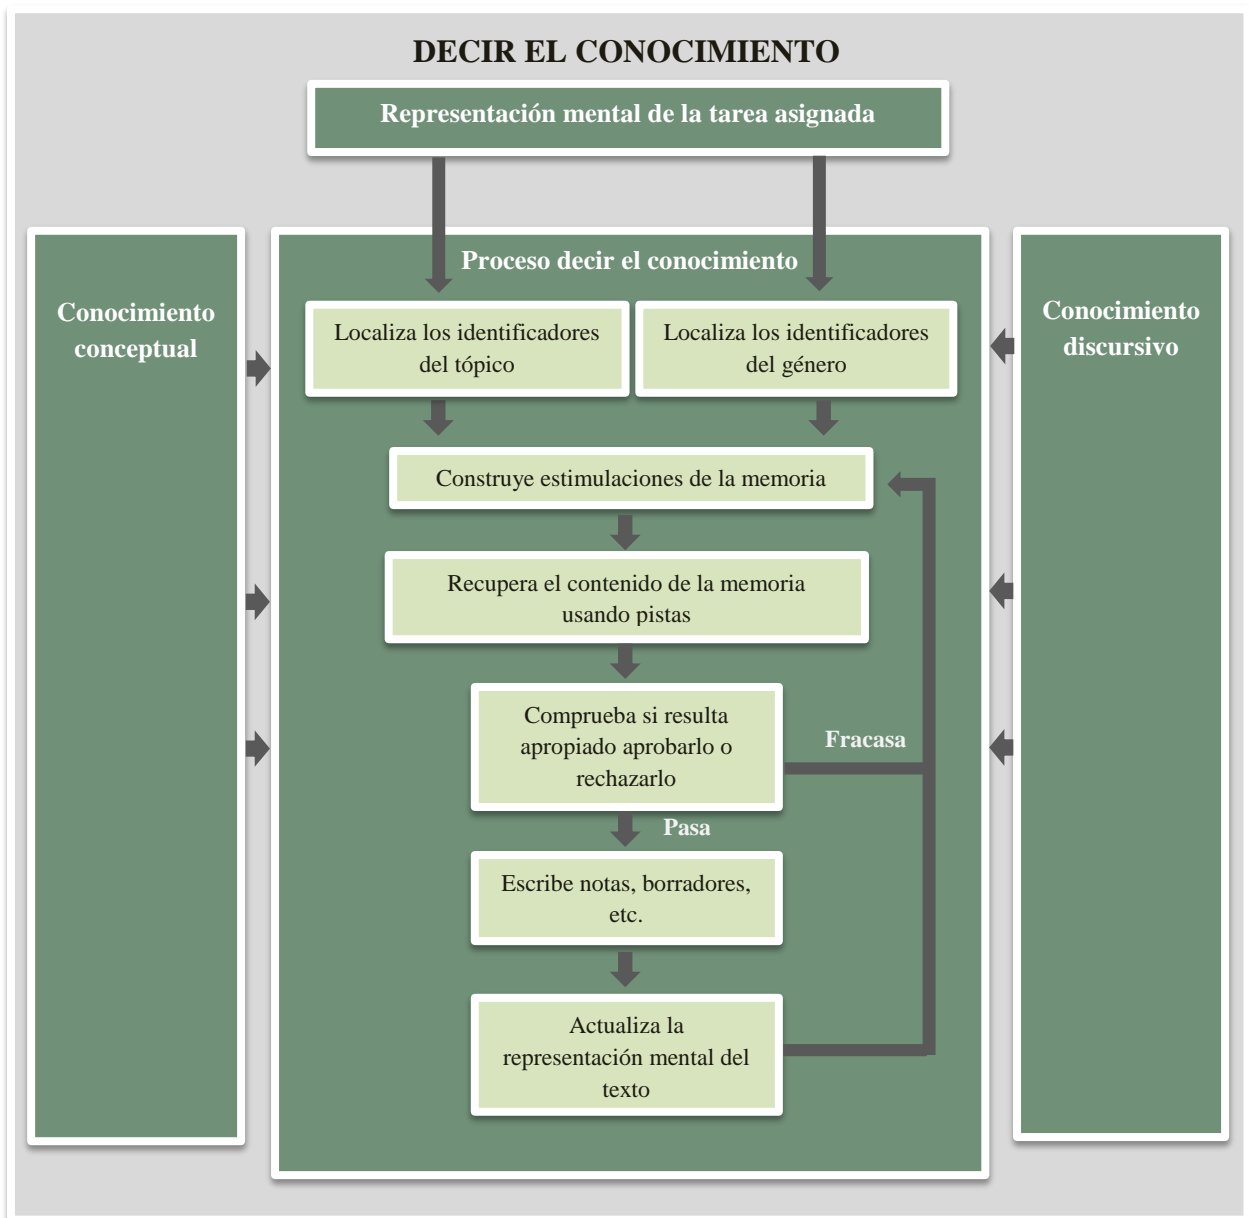 DECIR EL CONOCIMIENTO
Representación mental de la tarea asignada
Proceso decir el conocimiento
Conocimiento
conceptual
Localiza los identificadores
del tópico
Localiza los identificadores
del género
Conocimiento
discursivo
Construye estimulaciones de la memoria
Recupera el contenido de la memoria
usando pistas
Comprueba si resulta
apropiado aprobarlo o
rechazarlo
Fracasa
Pasa
Escribe notas, borradores,
etc.
Actualiza la
representación mental del
texto